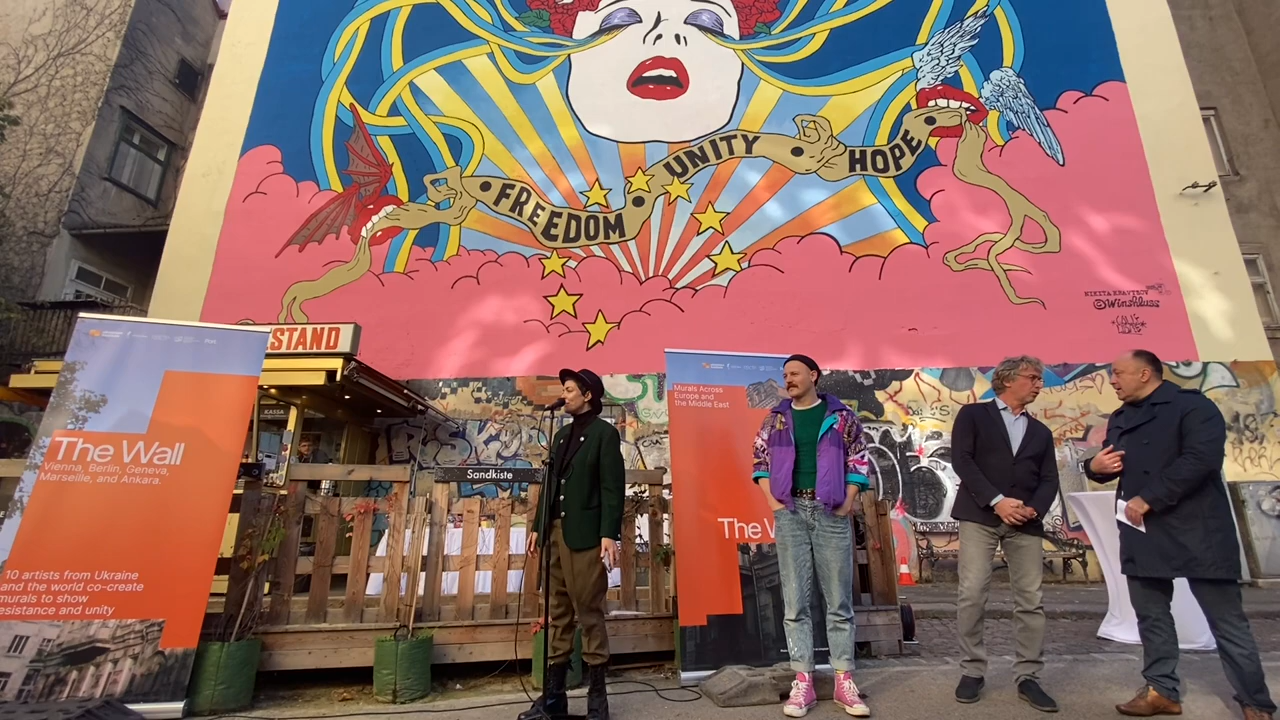 FREEDOM
UNITY
HOPE
NIKITA KRAVTSOV
©Winshluss
STAND
KASSA
Sandkiste
The Wall
Vienna, Berlin, Geneva,
Marseille, and Ankara.
10 artists from Ukraine
and the world co-create
murals to show
resistance and unity
Murals Across
Europe and
the Middle East
The W